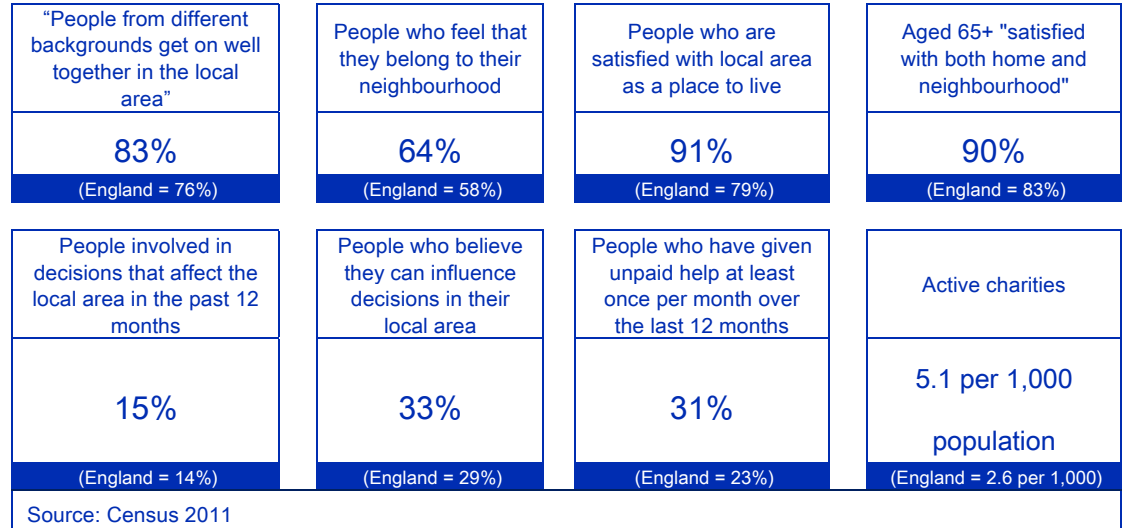 “People from different
backgrounds get on well
together in the local
area”
83%
(England = 76%)
People who feel that
they belong to their
neighbourhood
64%
(England = 58%)
People who are
satisfied with local area
as a place to live
91%
(England = 79%)
Aged 65+ "satisfied
with both home and
neighbourhood"
90%
(England = 83%)
People involved in
decisions that affect the
local area in the past 12
months
15%
(England = 14%)
People who believe
they can influence
decisions in their
local area
33%
(England = 29%)
People who have given
unpaid help at least
once per month over
the last 12 months
31%
(England = 23%)
Active charities
5.1 per 1,000
population
(England = 2.6 per 1,000)
Source: Census 2011